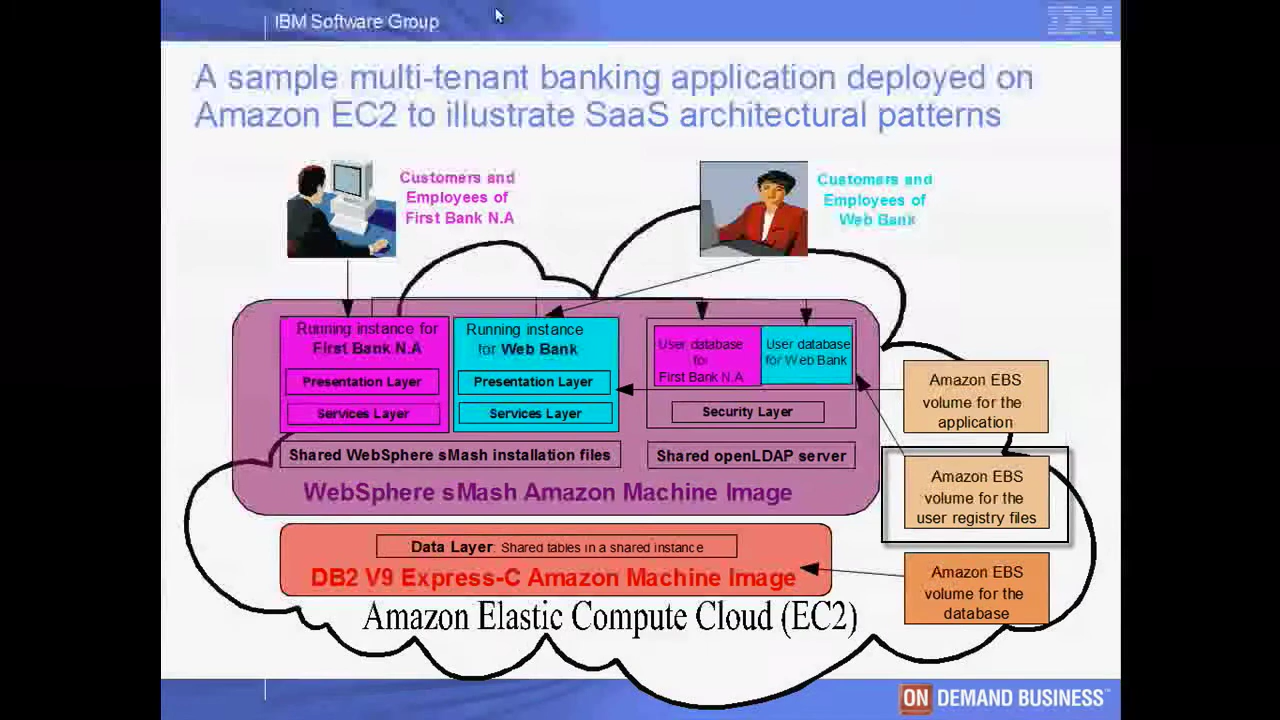 IBM Software Group
IBM
A sample multi-tenant banking application deployed on
Amazon EC2 to illustrate SaaS architectural patterns
Customers and
Employees of
First Bank N.A
Customers and
Employees of
Web Bank
Running instance for
First Bank N.A
Presentation Layer
Services Layer
Running instance
for Web Bank
Presentation Layer
Services Layer
User database
for
First Bank N.A
User database
for Web Bank
Security Layer
Shared WebSphere sMash installation files
Shared openLDAP server
WebSphere sMash Amazon Machine Image
Amazon EBS
volume for the
application
Amazon EBS
volume for the
user registry files
Data Layer: Shared tables in a shared instance
DB2 V9 Express-C Amazon Machine Image
Amazon EBS
volume for the
database
Amazon Elastic Compute Cloud (EC2)
ON DEMAND BUSINESS™